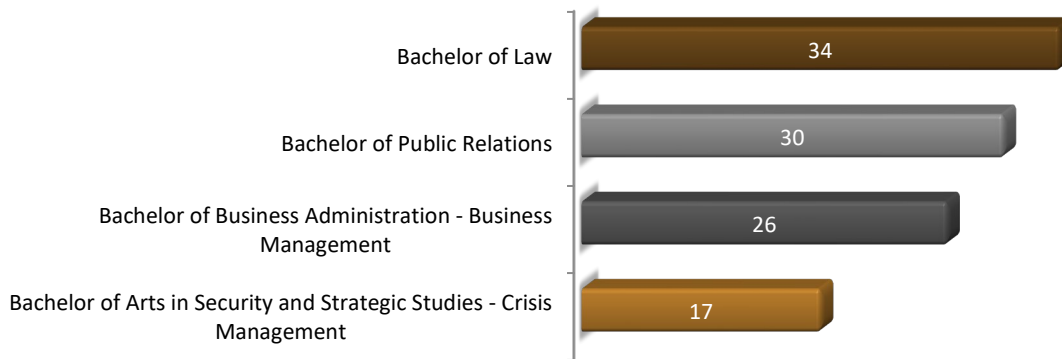 Bachelor of Law
34
Bachelor of Public Relations
30
Bachelor of Business Administration - Business
Management
26
Bachelor of Arts in Security and Strategic Studies - Crisis
Management
17